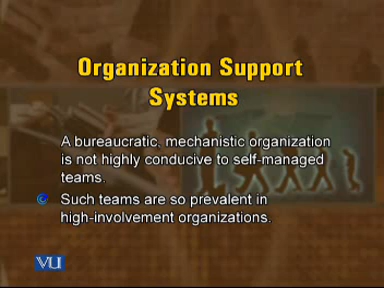 Organization Support
Systems
A bureaucratic, mechanistic organization
is not highly conducive to self-managed
teams.
Such teams are so prevalent in
high-involvement organizations.
VU